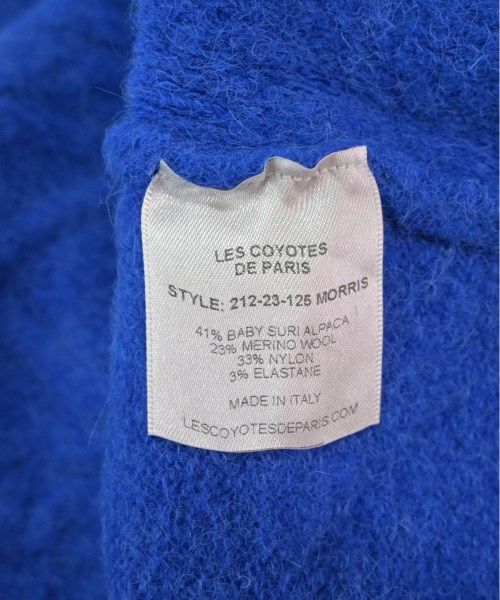 LES COYOTES
DE PARIS
STYLE: 212-23-125 MORRIS
41% BABY SURI ALPACA
23% MERINO WOOL
33% NYLON
3% ELASTANE
MADE IN ITALY
LESCOYOTESDEPARIS.COM